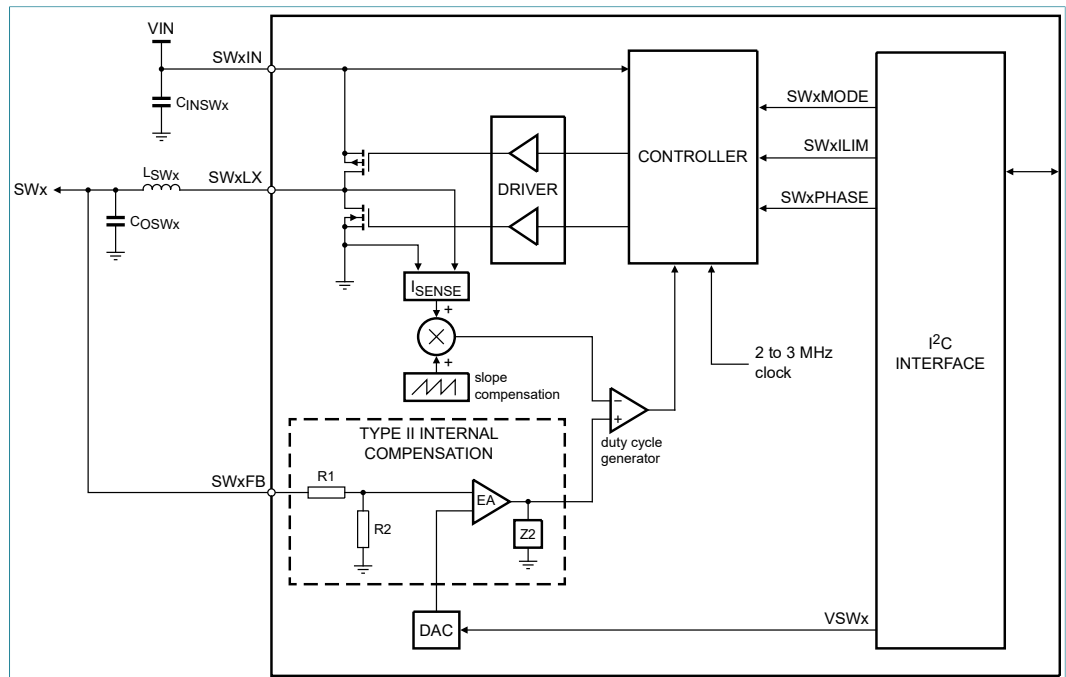 VIN
SWxIN
CINSWx
SWxMODE
SWxILIM
SWxPHASE
CONTROLLER
DRIVER
LSWx
SWxLX
SWx
COSWx
ISENSE
+
+
slope
compensation
2 to 3 MHz
clock
I2C
INTERFACE
−
+
duty cycle
generator
TYPE II INTERNAL
COMPENSATION
SWxFB
R1
R2
EA
Z2
DAC
VSWx